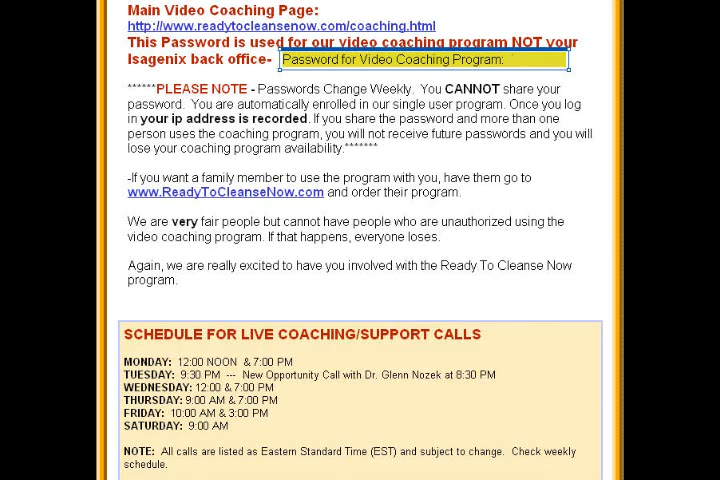 Main Video Coaching Page:
http://www.readytocleansenow.com/coaching.html
This Password is used for our video coaching program NOT your
Isagenix back office- Password for Video Coaching Program:
******PLEASE NOTE - Passwords Change Weekly. You CANNOT share your
password. You are automatically enrolled in our single user program. Once you log
in your ip address is recorded. If you share the password and more than one
person uses the coaching program, you will not receive future passwords and you will
lose your coaching program availability.*******
-If you want a family member to use the program with you, have them go to
www.ReadyToCleanseNow.com and order their program.
We are very fair people but cannot have people who are unauthorized using the
video coaching program. If that happens, everyone loses.
Again, we are really excited to have you involved with the Ready To Cleanse Now
program.
SCHEDULE FOR LIVE COACHING/SUPPORT CALLS
MONDAY: 12:00 NOON & 7:00 PM
TUESDAY: 9:30 PM --- New Opportunity Call with Dr. Glenn Nozek at 8:30 PM
WEDNESDAY: 12:00 & 7:00 PM
THURSDAY: 9:00 AM & 7:00 PM
FRIDAY: 10:00 AM & 3:00 PM
SATURDAY: 9:00 AM
NOTE: All calls are listed as Eastern Standard Time (EST) and subject to change. Check weekly
schedule.